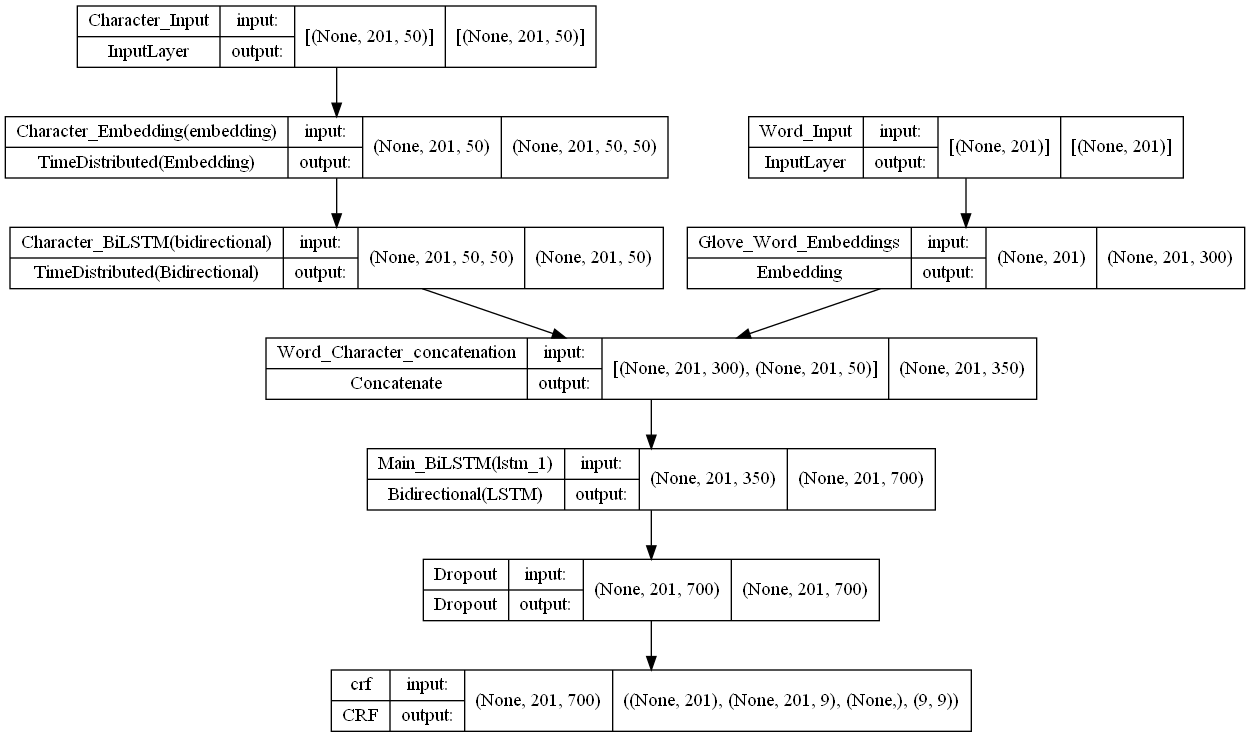 Character_Input input: [(None, 201, 50)] [(None, 201, 50)]
InputLayer output:
Character_Embedding(embedding) input: (None, 201, 50) (None, 201, 50, 50)
TimeDistributed(Embedding) output:
Word_Input input: [(None, 201)] [(None, 201)]
InputLayer output:
Character_BiLSTM(bidirectional) input: (None, 201, 50, 50) (None, 201, 50)
TimeDistributed(Bidirectional) output:
Glove_Word_Embeddings input: (None, 201) (None, 201, 300)
Embedding output:
Word_Character_concatenation input: [(None, 201, 300), (None, 201, 50)] (None, 201, 350)
Concatenate output:
Main_BiLSTM(lstm_1) input: (None, 201, 350) (None, 201, 700)
Bidirectional(LSTM) output:
Dropout input: (None, 201, 700) (None, 201, 700)
Dropout output:
crf input: (None, 201, 700) ((None, 201), (None, 201, 9), (None,), (9, 9))
CRF output: